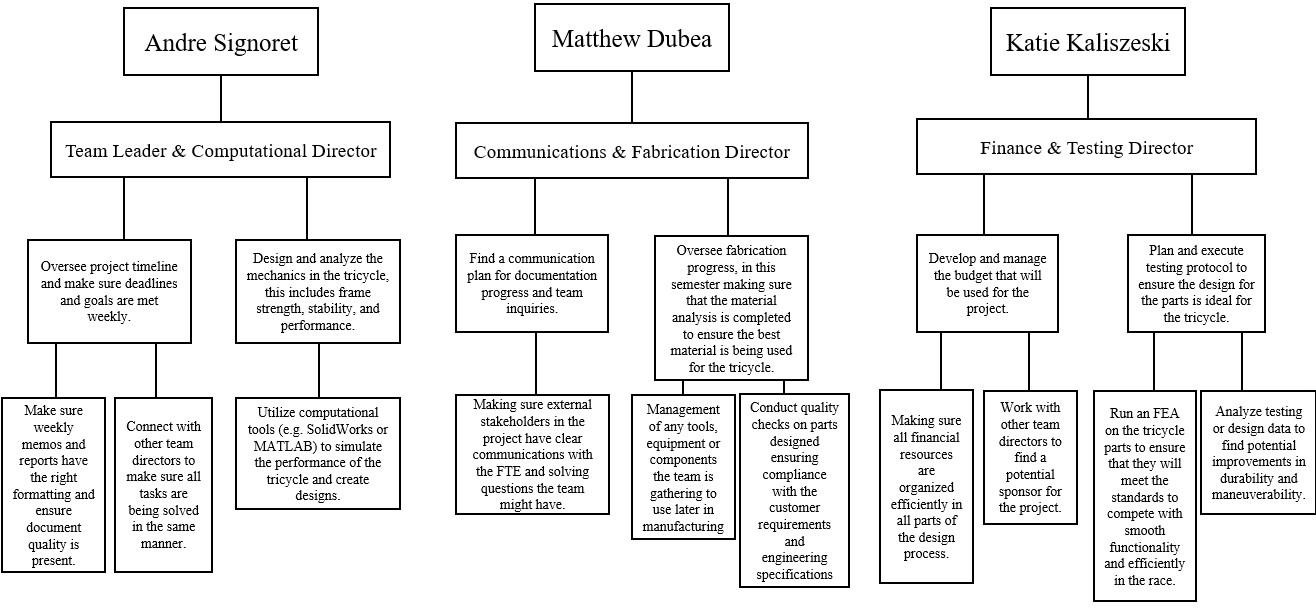 Andre Signoret
Team Leader & Computational Director
Oversee project timeline
and make sure deadlines
and goals are met
weekly.
Design and analyze the
mechanics in the tricycle,
this includes frame
strength, stability, and
performance.
Make sure
weekly
memos and
reports have
the right
formatting and
ensure
document
quality is
present.
Connect with
other team
directors to
make sure all
tasks are
being solved
in the same
manner.
Utilize computational
tools (e.g. SolidWorks or
MATLAB) to simulate
the performance of the
tricycle and create
designs.
Matthew Dubea
Communications & Fabrication Director
Find a communication
plan for documentation
progress and team
inquiries.
Oversee fabrication
progress, in this
semester making sure
that the material
analysis is completed
to ensure the best
material is being used
for the tricycle.
Making sure external
stakeholders in the
project have clear
communications with
the FTE and solving
questions the team
might have.
Management
of any tools,
equipment or
components
the team is
gathering to
use later in
manufacturing
Conduct quality
checks on parts
designed
ensuring
compliance
with the
customer
requirements
and
engineering
specifications
Katie Kaliszeski
Finance & Testing Director
Develop and manage
the budget that will
be used for the
project.
Plan and execute
testing protocol to
ensure the design for
the parts is ideal for
the tricycle.
Making sure
all financial
resources
are
organized
efficiently in
all parts of
the design
process.
Work with
other team
directors to
find a
potential
sponsor for
the project.
Run an FEA
on the tricycle
parts to ensure
that they will
meet the
standards to
compete with
smooth
functionality
and efficiently
in the race.
Analyze testing
or design data to
find potential
improvements in
durability and
maneuverability.